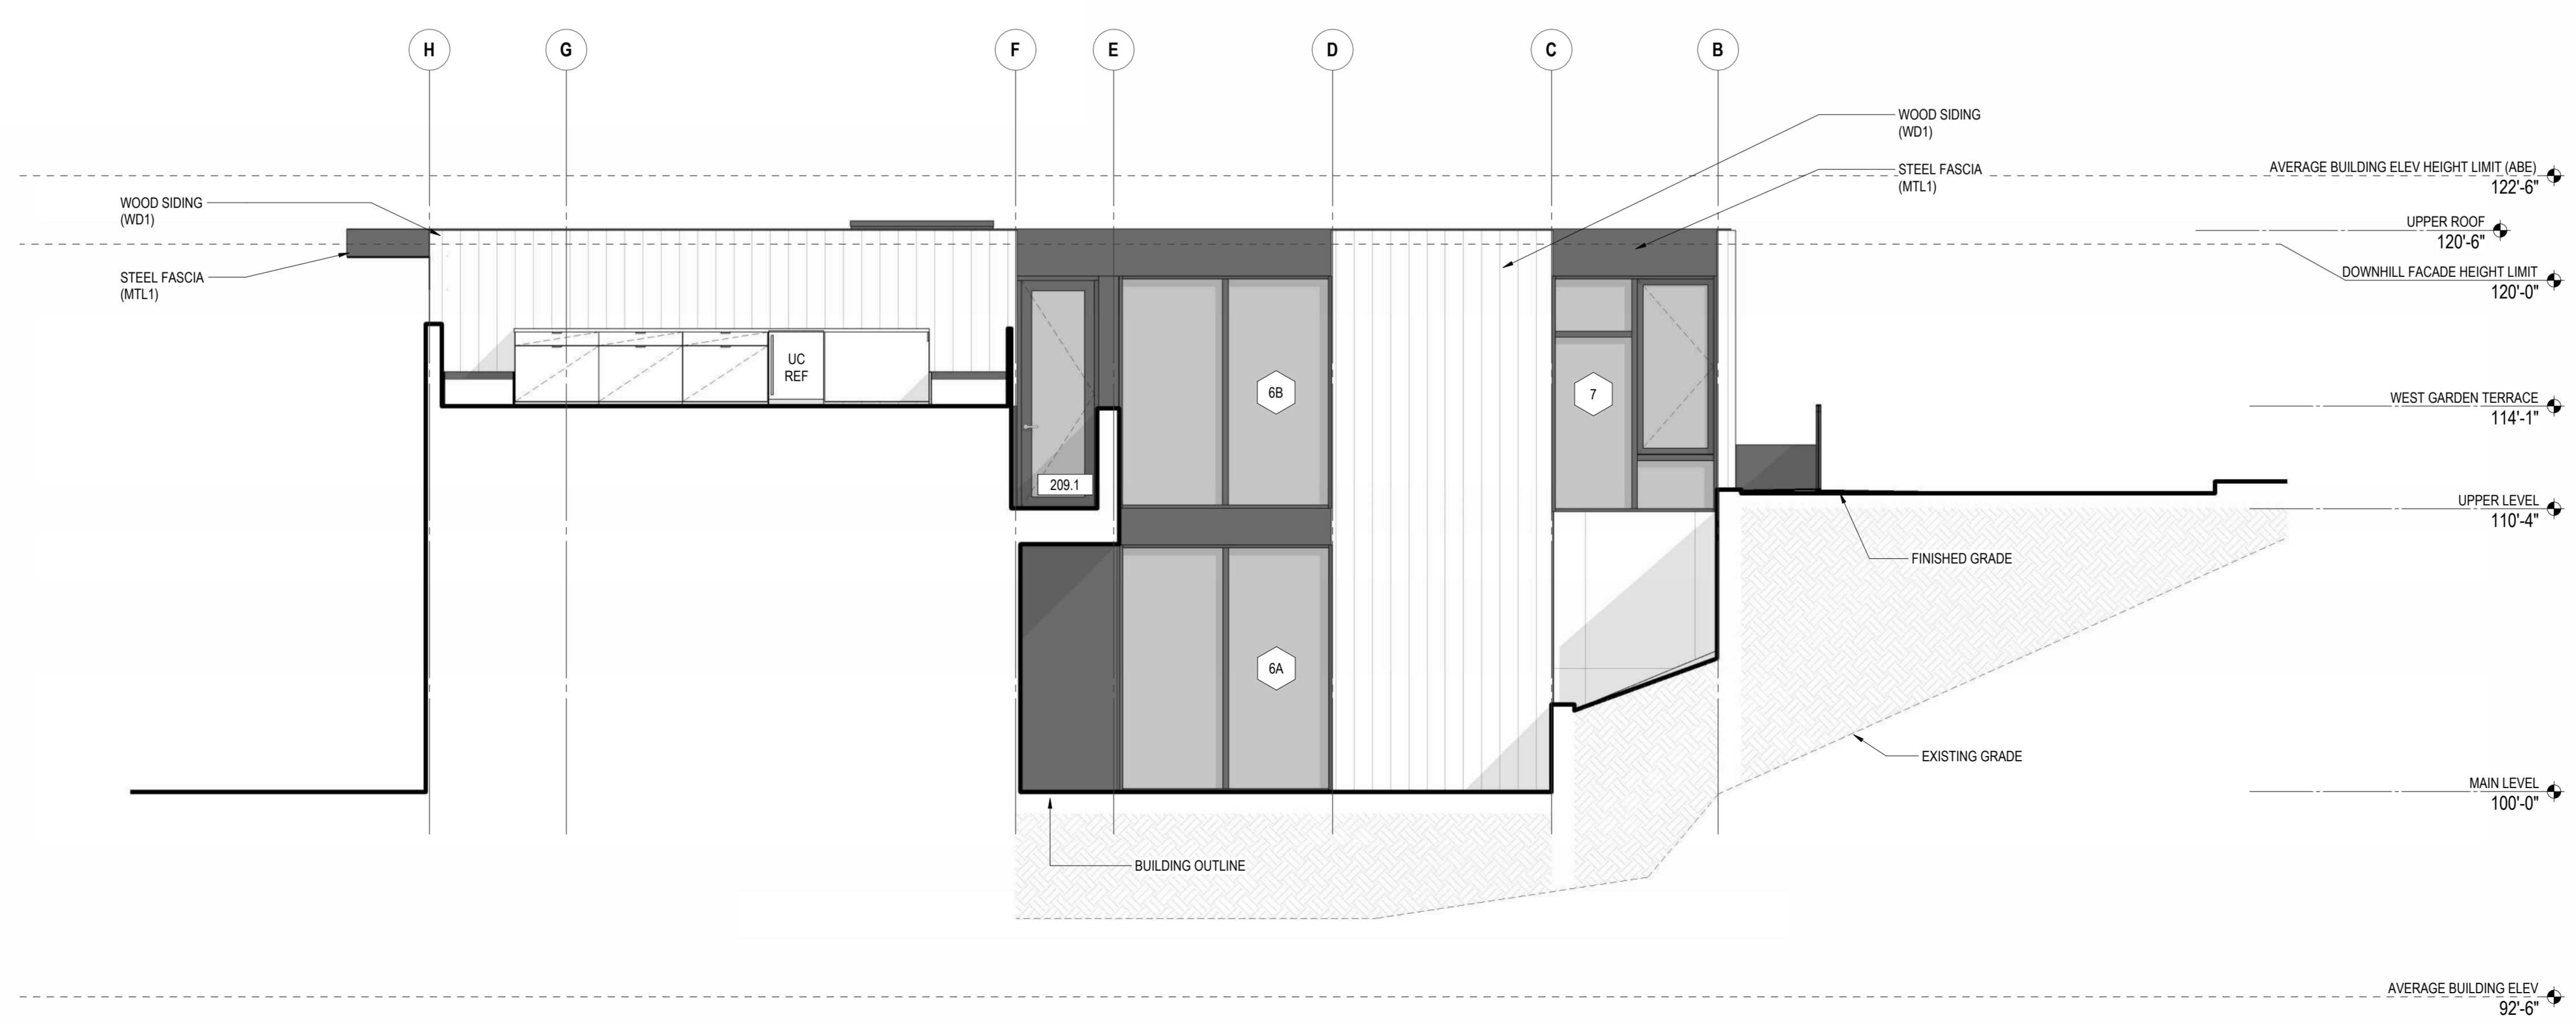 H
G
F
E
D
C
B
WOOD SIDING
(WD1)
STEEL FASCIA
(MTL1)
AVERAGE BUILDING ELEV HEIGHT LIMIT (ABE)
122'-6"
WOOD SIDING
(WD1)
UPPER ROOF
120'-6"
STEEL FASCIA
(MTL1)
DOWNHILL FACADE HEIGHT LIMIT
120'-0"
UC
REF
6B
7
WEST GARDEN TERRACE
114'-1"
209.1
UPPER LEVEL
110'-4"
FINISHED GRADE
6A
EXISTING GRADE
MAIN LEVEL
100'-0"
BUILDING OUTLINE
AVERAGE BUILDING ELEV
92'-6"